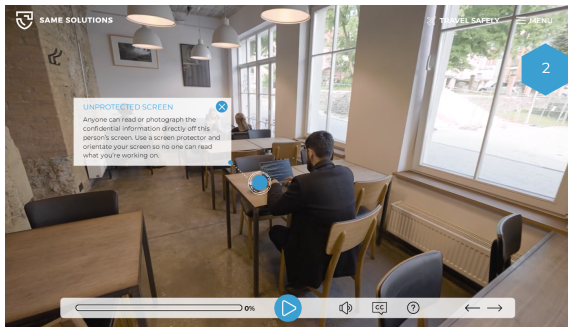 SAME SOLUTIONS
TRAVEL SAFELY
MENU
2
UNPROTECTED SCREEN
Anyone can read or photograph the
confidential information directly off this
person's screen. Use a screen protector and
orientate your screen so no one can read
what you're working on.
0%
CC
?